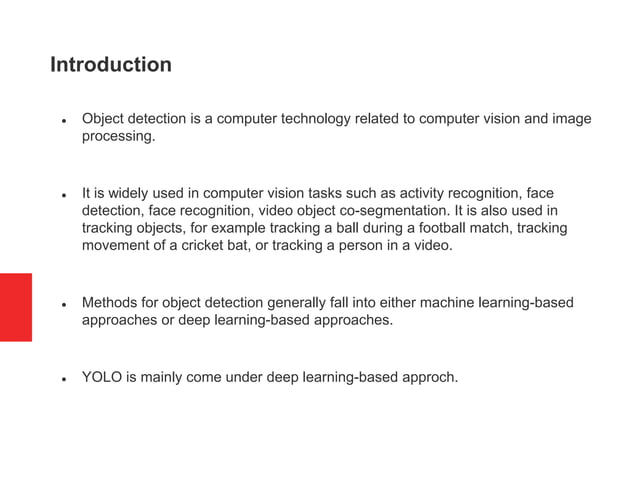 Introduction
● Object detection is a computer technology related to computer vision and image
processing.
● It is widely used in computer vision tasks such as activity recognition, face
detection, face recognition, video object co-segmentation. It is also used in
tracking objects, for example tracking a ball during a football match, tracking
movement of a cricket bat, or tracking a person in a video.
● Methods for object detection generally fall into either machine learning-based
approaches or deep learning-based approaches.
● YOLO is mainly come under deep learning-based approch.